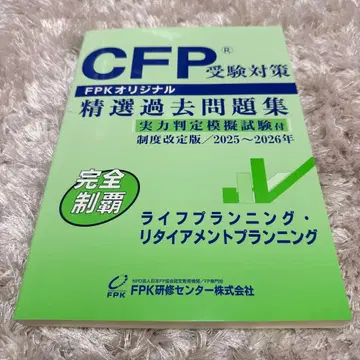 CFP® 受験対策
FPKオリジナル
精選過去問題集
実力判定模擬試験付
制度改定版/2025~2026年
完全
制覇
ライフプランニング・
リタイアメントプランニング
FPK
FPK研修センター株式会社